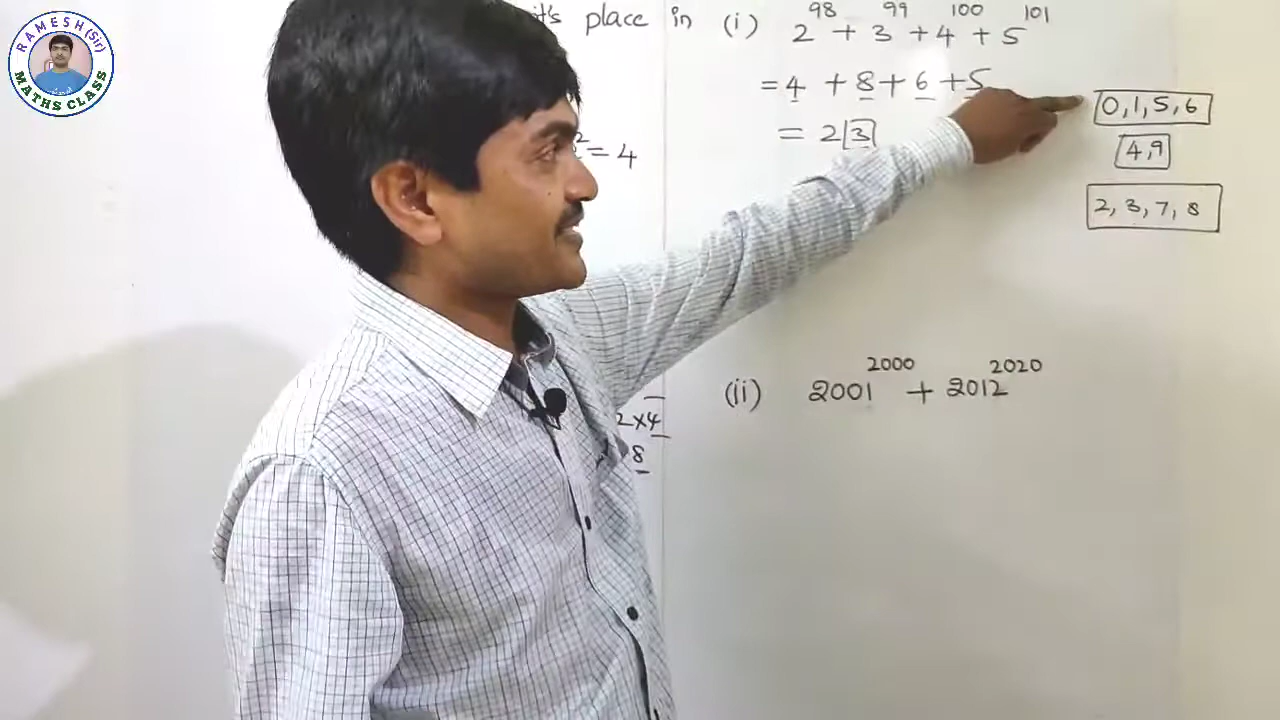 RAMESH(Sir)
MATHS CLASS
it's place in (i) 2^98 + 3^99 + 4^100 + 5^101
= 4 + 8 + 6 + 5
= 23
2 = 4
0, 1, 5, 6
4, 9
2, 3, 7, 8
(ii) 2001^2000 + 2012^2020
2×4
8